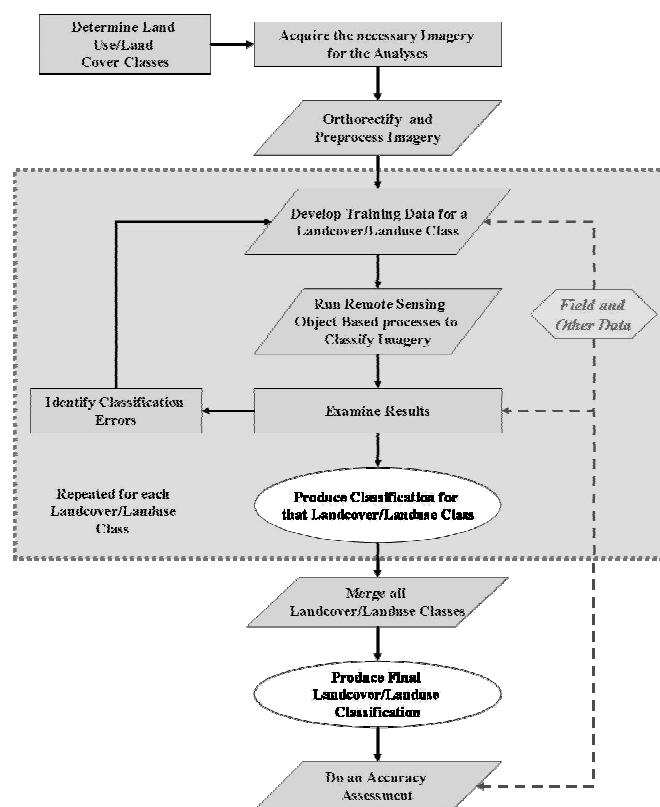 Determine Land
Use/Land
Cover Classes
Acquire the necessary Imagery
for the Analyses
Orthorectify and
Preprocess Imagery
Develop Training Data for a
Landcover/Landuse Class
Run Remote Sensing
Object Based processes to
Classify Imagery
Field and
Other Data
Identify Classification
Errors
Examine Results
Repeated for each
Landcover/Landuse
Class
Produce Classification for
that Landcover/Landuse Class
Merge all
Landcover/Landuse Classes
Produce Final
Landcover/Landuse
Classification
Do an Accuracy
Assessment